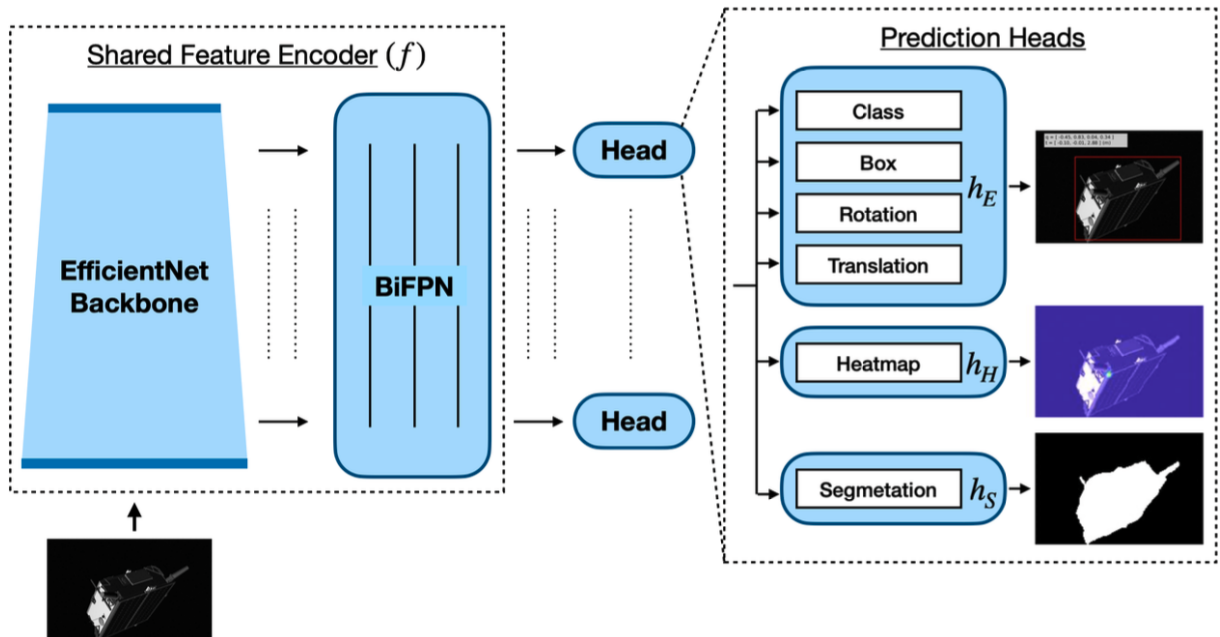 Shared Feature Encoder (f)
EfficientNet
Backbone
BiFPN
Head
Head
Prediction Heads
Class
Box
Rotation
Translation
h_E
Heatmap
h_H
Segmetation
h_S